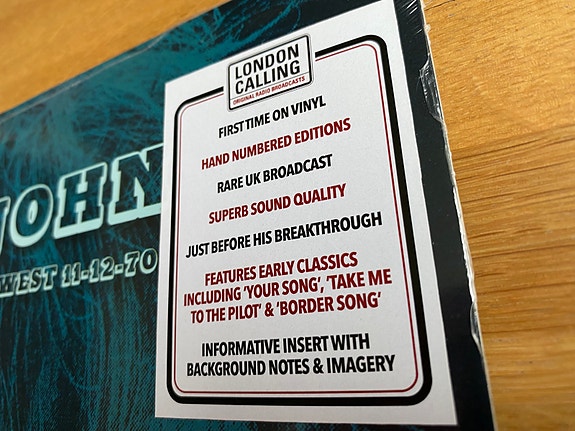 LONDON
CALLING
ORIGINAL RADIO BROADCASTS
FIRST TIME ON VINYL
HAND NUMBERED EDITIONS
RARE UK BROADCAST
SUPERB SOUND QUALITY
JUST BEFORE HIS BREAKTHROUGH
FEATURES EARLY CLASSICS
INCLUDING 'YOUR SONG', 'TAKE ME
TO THE PILOT' & 'BORDER SONG'
INFORMATIVE INSERT WITH
BACKGROUND NOTES & IMAGERY
JOHN
WEST 11-12-70